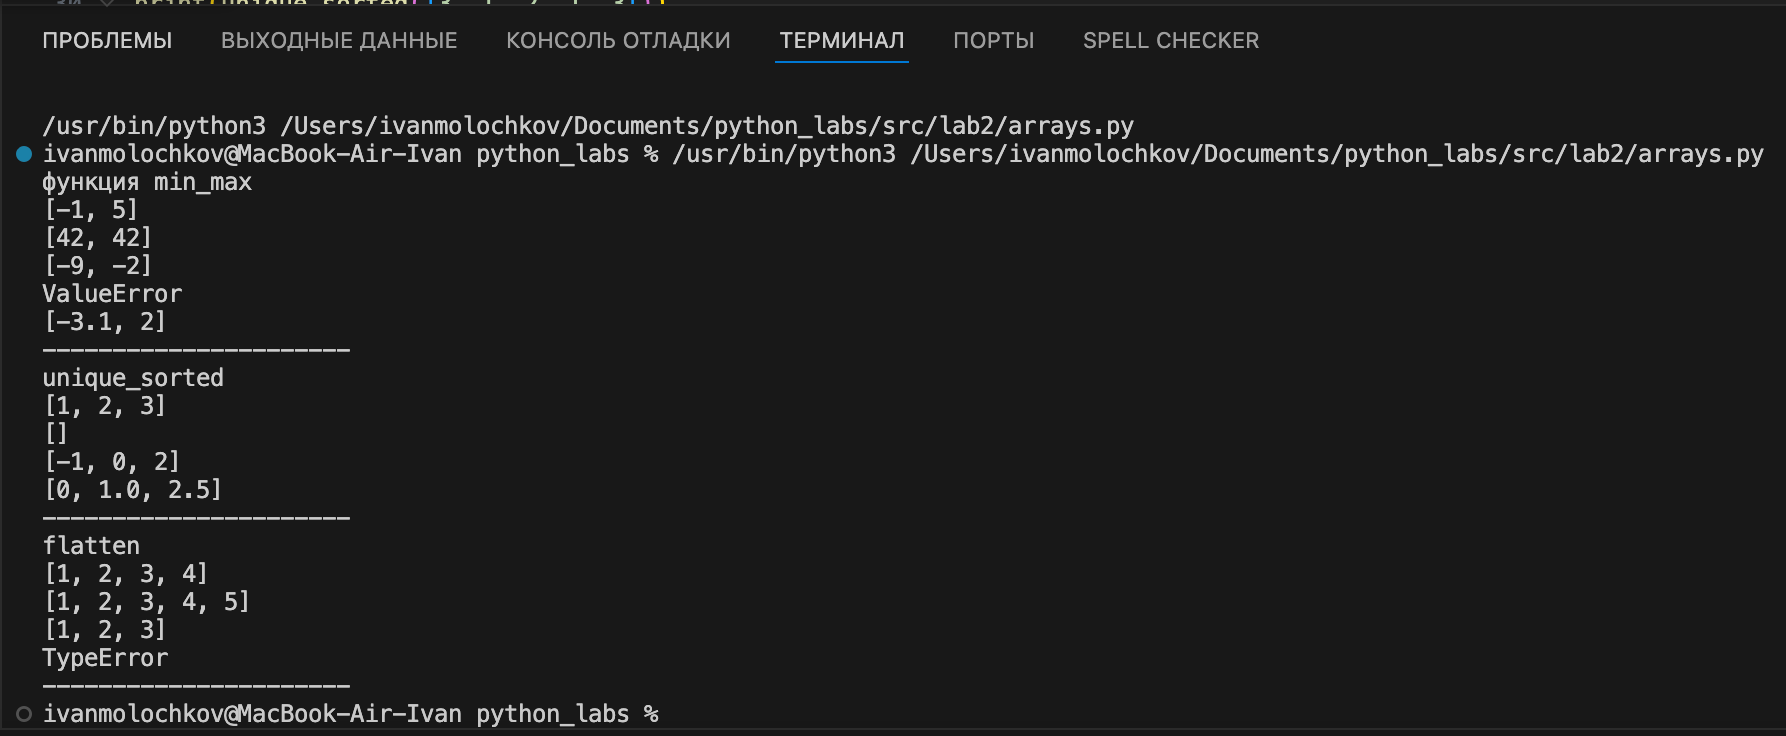 ПРОБЛЕМЫ ВЫХОДНЫЕ ДАННЫЕ КОНСОЛЬ ОТЛАДКИ ТЕРМИНАЛ ПОРТЫ SPELL CHECKER
/usr/bin/python3 /Users/ivanmolochkov/Documents/python_labs/src/lab2/arrays.py
ivanmolochkov@MacBook-Air-Ivan python_labs % /usr/bin/python3 /Users/ivanmolochkov/Documents/python_labs/src/lab2/arrays.py
функция min_max
[-1, 5]
[42, 42]
[-9, -2]
ValueError
[-3.1, 2]
----------------------
unique_sorted
[1, 2, 3]
[]
[-1, 0, 2]
[0, 1.0, 2.5]
----------------------
flatten
[1, 2, 3, 4]
[1, 2, 3, 4, 5]
[1, 2, 3]
TypeError
----------------------
ivanmolochkov@MacBook-Air-Ivan python_labs %